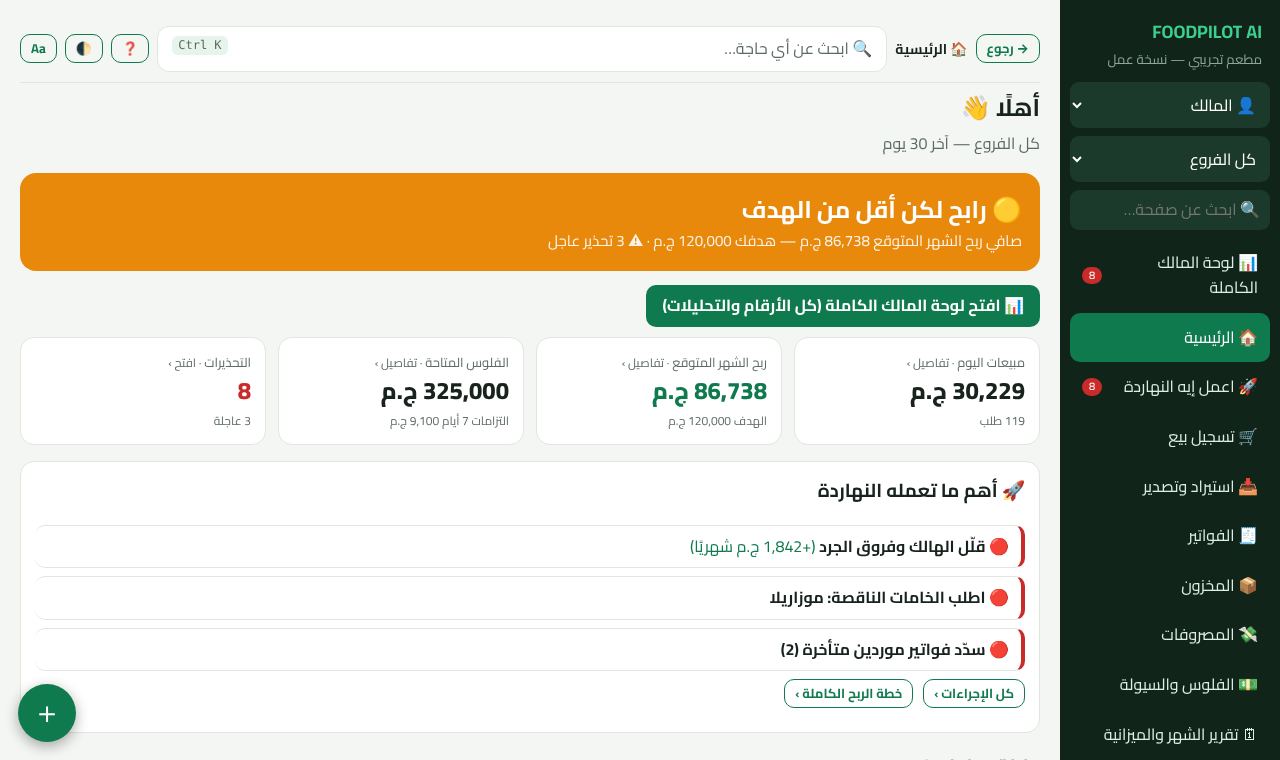 FOODPILOT AI
مطعم تجريبي — نسخة عمل
👤 المالك
كل الفروع
🔍 ابحث عن صفحة...
📊 لوحة المالك الكاملة
8
🏠 الرئيسية
🚀 اعمل إيه النهاردة
8
🛒 تسجيل بيع
📥 استيراد وتصدير
🧾 الفواتير
📦 المخزون
💸 المصروفات
💵 الفلوس والسيولة
🗓 تقرير الشهر والميزانية
→ رجوع
🏠 الرئيسية
🔍 ابحث عن أي حاجة...
Ctrl K
❓
🌓
Aa
أهلًا 👋
كل الفروع — آخر 30 يوم
🟡 رابح لكن أقل من الهدف
صافي ربح الشهر المتوقع 86,738 ج.م — هدفك 120,000 ج.م · ⚠ 3 تحذير عاجل
📊 افتح لوحة المالك الكاملة (كل الأرقام والتحليلات)
مبيعات اليوم · تفاصيل ›
30,229 ج.م
119 طلب
ربح الشهر المتوقع · تفاصيل ›
86,738 ج.م
الهدف 120,000 ج.م
الفلوس المتاحة · تفاصيل ›
325,000 ج.م
التزامات 7 أيام 9,100 ج.م
التحذيرات · افتح ›
8
3 عاجلة
🚀 أهم ما تعمله النهاردة
🔴 قلّل الهالك وفروق الجرد (+1,842 ج.م شهريًا)
🔴 اطلب الخامات الناقصة: موزاريلا
🔴 سدّد فواتير موردين متأخرة (2)
كل الإجراءات ›
خطة الربح الكاملة ›
+